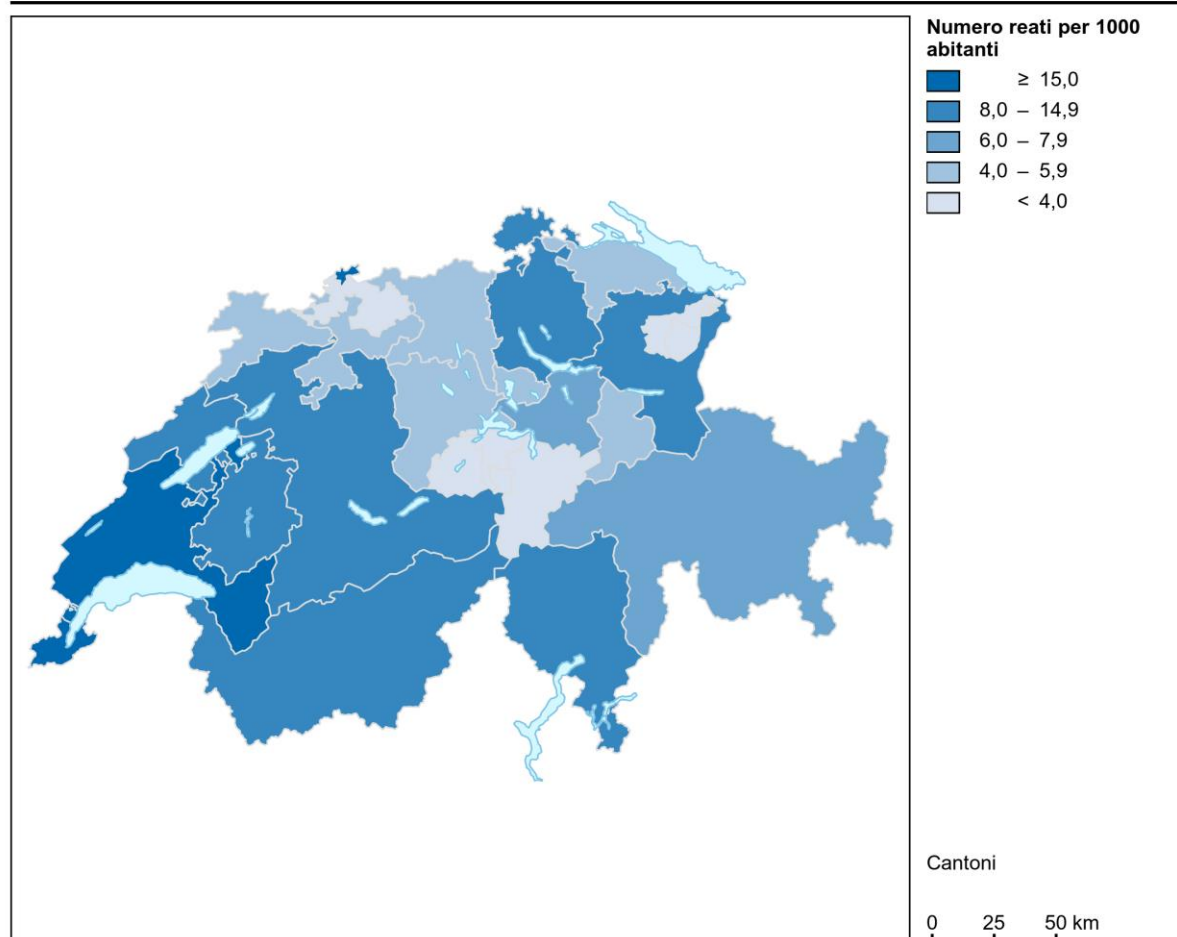 Numero reati per 1000
abitanti
≥ 15,0
8,0 – 14,9
6,0 – 7,9
4,0 – 5,9
< 4,0
Cantoni
0 25 50 km